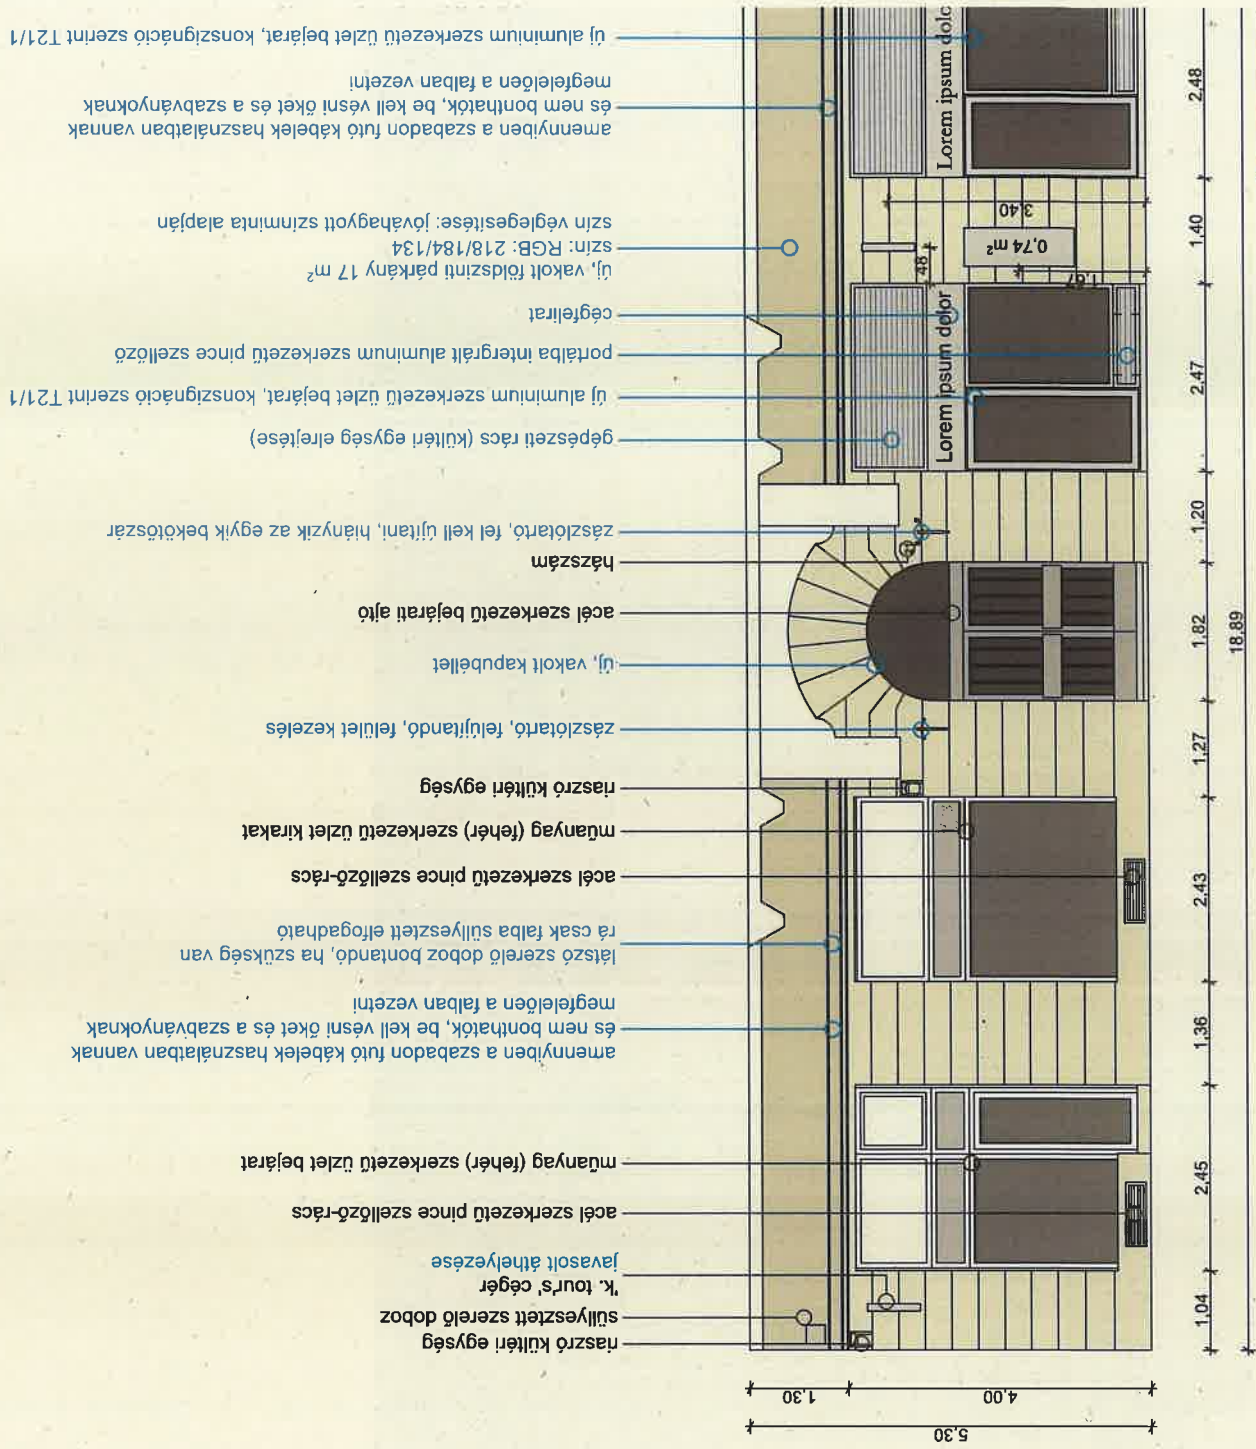 riasztó kültéri egység
süllyesztett szerelő doboz
'k. tour's' cégér
javasolt áthelyezése
acél szerkezetű pince szellőző-rács
műanyag (fehér) szerkezetű üzlet bejárat
amennyiben a szabadon futó kábelek használatban vannak
és nem bonthatók, be kell vésni őket és a szabványoknak
megfelelően a falban vezetni
látszó szerelő doboz bontandó, ha szükség van
rá csak falba süllyesztett elfogadható
acél szerkezetű pince szellőző-rács
műanyag (fehér) szerkezetű üzlet kirakat
riaszró kültéri egység
zászlótartó, felújítandó, felület kezelés
új, vakolt kapubéllet
acél szerkezetű bejárati ajtó
házszám
zászlótartó, fel kell újítani, hiányzik az egyik bekötőszár
gépészeti rács (kültéri egység elrejtése)
új aluminium szerkezetű üzlet bejárat, konszignáció szerint T21/1
portálba intergrált aluminum szerkezetű pince szellőző
cégfelirat
új, vakolt földszinti párkány 17 m²
szín: RGB: 218/184/134
szín véglegesítése: jóváhagyott színminta alapján
amennyiben a szabadon futó kábelek használatban vannak
és nem bonthatók, be kell vésni őket és a szabványoknak
megfelelően a falban vezetni
új aluminium szerkezetű üzlet bejárat, konszignáció szerint T21/1
5,30
4,00
1,30
1,04
2,45
1,36
2,43
1,27
1,82
1,20
2,47
1,40
2,48
18,89
Lorem ipsum dolor
48
1,67
0,74 m²
3,40
Lorem ipsum dolc